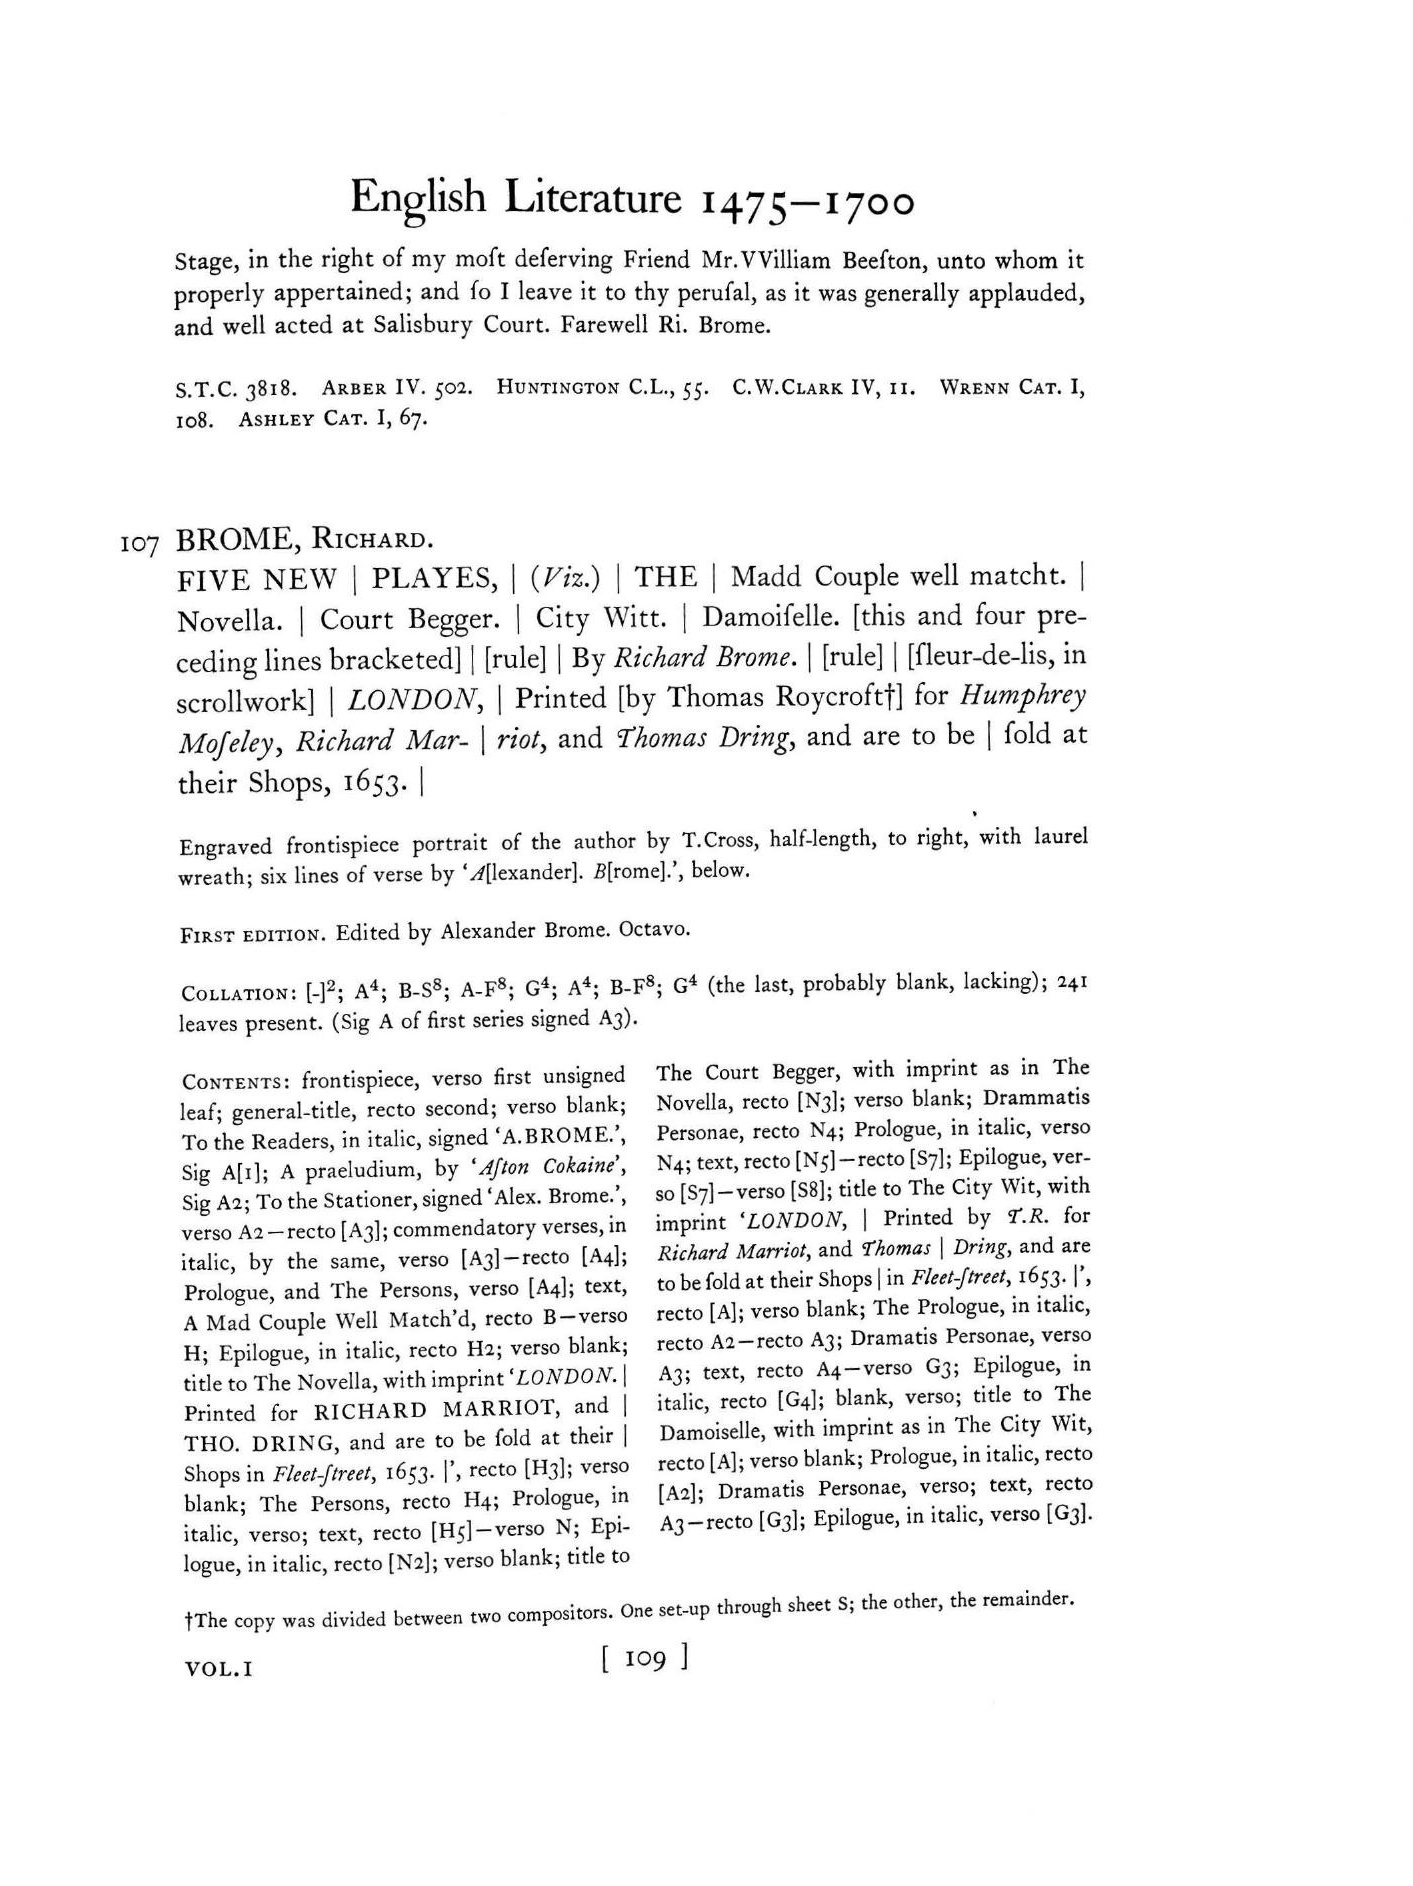 English Literature 1475—1700
Stage, in the right of my moſt deſerving Friend Mr.VVilliam Beeſton, unto whom it
properly appertained; and ſo I leave it to thy peruſal, as it was generally applauded,
and well acted at Salisbury Court. Farewell Ri. Brome.
S.T.C. 3818. ARBER IV. 502. HUNTINGTON C.L., 55. C.W.CLARK IV, 11. WRENN CAT. I,
108. ASHLEY CAT. I, 67.
107 BROME, RICHARD.
FIVE NEW | PLAYES, | (Viz.) | THE | Madd Couple well matcht. |
Novella. | Court Begger. | City Witt. | Damoiſelle. [this and four pre-
ceding lines bracketed] | [rule] | By Richard Brome. | [rule] | [fleur-de-lis, in
scrollwork] | LONDON, | Printed [by Thomas Roycroft†] for Humphrey
Moſeley, Richard Mar- | riot, and Thomas Dring, and are to be | ſold at
their Shops, 1653. |
Engraved frontispiece portrait of the author by T.Cross, half-length, to right, with laurel
wreath; six lines of verse by ‘A[lexander]. B[rome].’, below.
FIRST EDITION. Edited by Alexander Brome. Octavo.
COLLATION: [-]²; A⁴; B-S⁸; A-F⁸; G⁴; A⁴; B-F⁸; G⁴ (the last, probably blank, lacking); 241
leaves present. (Sig A of first series signed A3).
CONTENTS: frontispiece, verso first unsigned
leaf; general-title, recto second; verso blank;
To the Readers, in italic, signed ‘A.BROME.’,
Sig A[1]; A praeludium, by ‘Aſton Cokaine’,
Sig A2; To the Stationer, signed ‘Alex. Brome.’,
verso A2—recto [A3]; commendatory verses, in
italic, by the same, verso [A3]—recto [A4];
Prologue, and The Persons, verso [A4]; text,
A Mad Couple Well Match’d, recto B—verso
H; Epilogue, in italic, recto H2; verso blank;
title to The Novella, with imprint ‘LONDON. |
Printed for RICHARD MARRIOT, and |
THO. DRING, and are to be ſold at their |
Shops in Fleet-ſtreet, 1653. |’, recto [H3]; verso
blank; The Persons, recto H4; Prologue, in
italic, verso; text, recto [H5]—verso N; Epi-
logue, in italic, recto [N2]; verso blank; title to
The Court Begger, with imprint as in The
Novella, recto [N3]; verso blank; Drammatis
Personae, recto N4; Prologue, in italic, verso
N4; text, recto [N5]—recto [S7]; Epilogue, ver-
so [S7]—verso [S8]; title to The City Wit, with
imprint ‘LONDON, | Printed by T.R. for
Richard Marriot, and Thomas | Dring, and are
to be ſold at their Shops | in Fleet-ſtreet, 1653. |’,
recto [A]; verso blank; The Prologue, in italic,
recto A2—recto A3; Dramatis Personae, verso
A3; text, recto A4—verso G3; Epilogue, in
italic, recto [G4]; blank, verso; title to The
Damoiselle, with imprint as in The City Wit,
recto [A]; verso blank; Prologue, in italic, recto
[A2]; Dramatis Personae, verso; text, recto
A3—recto [G3]; Epilogue, in italic, verso [G3].
†The copy was divided between two compositors. One set-up through sheet S; the other, the remainder.
VOL.I
[ 109 ]